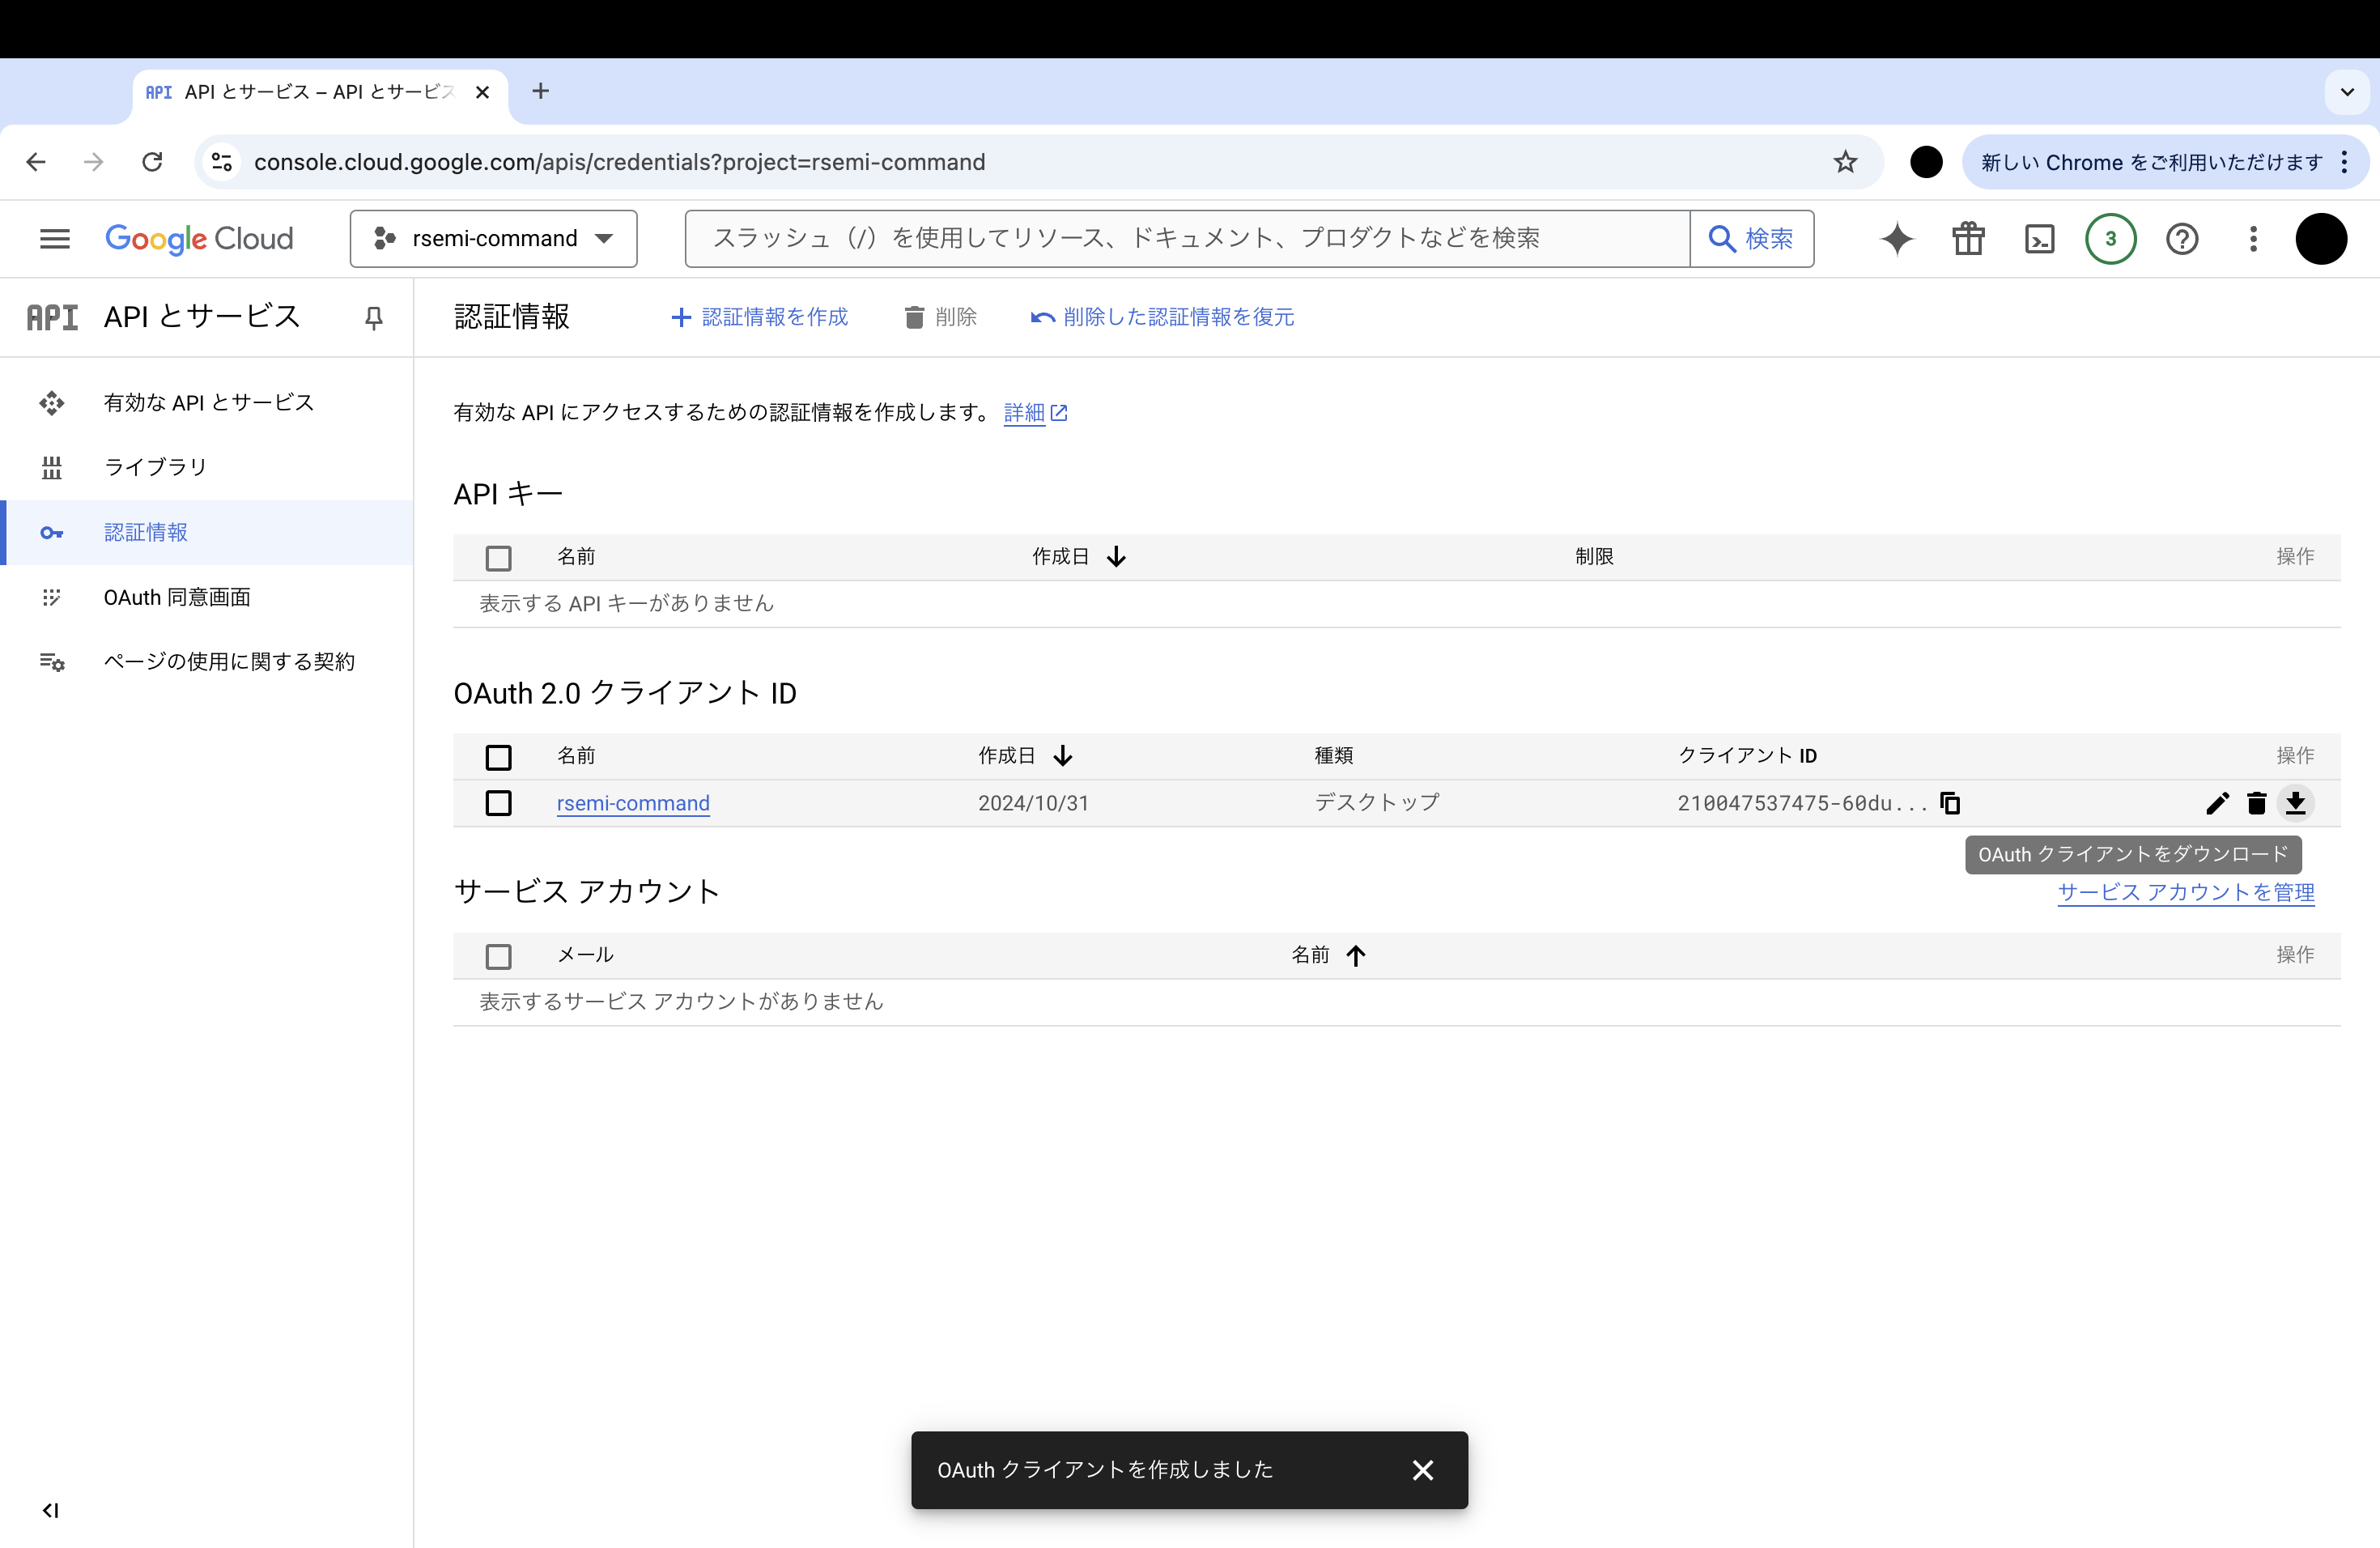 API API とサービス – API とサービス
console.cloud.google.com/apis/credentials?project=rsemi-command
新しい Chrome をご利用いただけます
Google Cloud
rsemi-command
スラッシュ（/）を使用してリソース、ドキュメント、プロダクトなどを検索
検索
3
API API とサービス
認証情報
認証情報を作成
削除
削除した認証情報を復元
有効な API とサービス
ライブラリ
認証情報
OAuth 同意画面
ページの使用に関する契約
有効な API にアクセスするための認証情報を作成します。 詳細
API キー
名前 作成日 制限 操作
表示する API キーがありません
OAuth 2.0 クライアント ID
名前 作成日 種類 クライアント ID 操作
rsemi-command 2024/10/31 デスクトップ 210047537475-60du...
OAuth クライアントをダウンロード
サービス アカウント
サービス アカウントを管理
メール 名前 操作
表示するサービス アカウントがありません
OAuth クライアントを作成しました